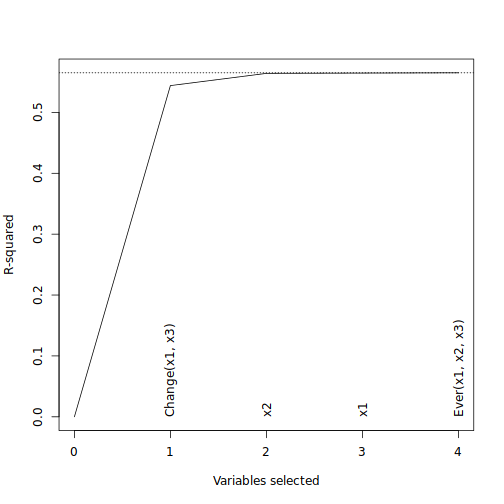 R-squared
0.5
0.4
0.3
0.2
0.1
0.0
Change(x1, x3)
x2
x1
Ever(x1, x2, x3)
0 1 2 3 4
Variables selected